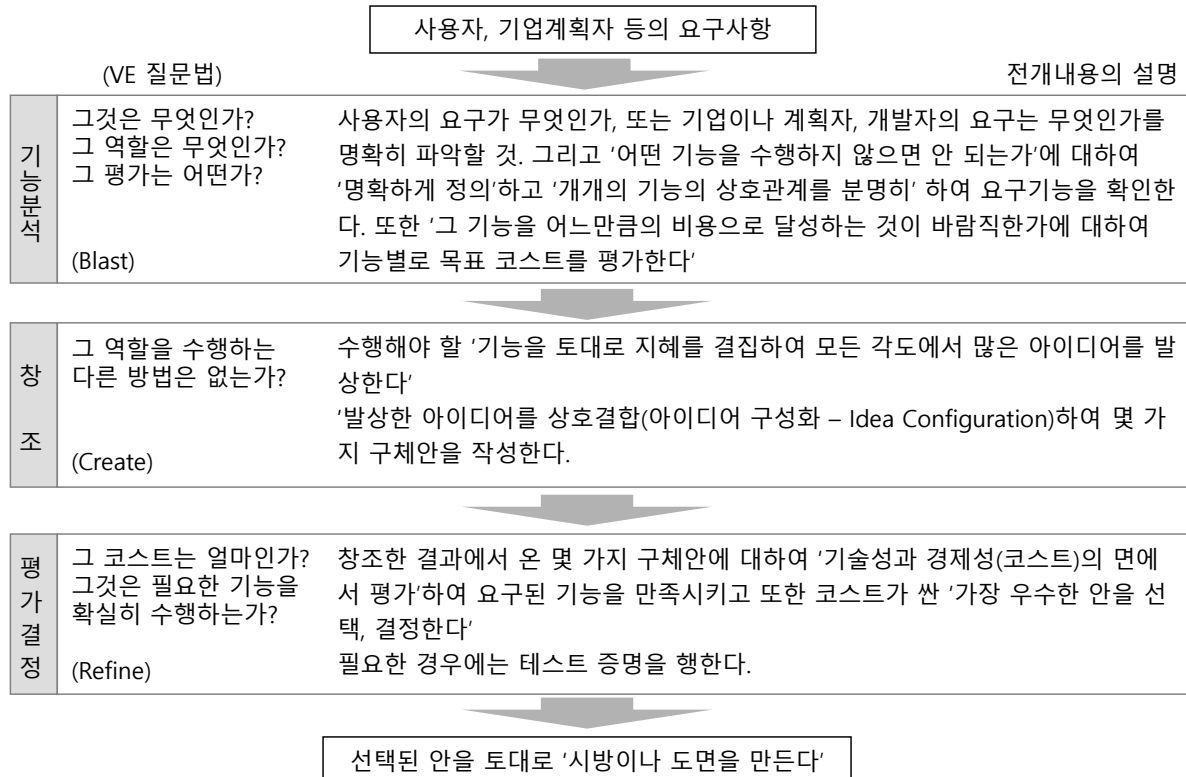 사용자, 기업계획자 등의 요구사항
(VE 질문법)
전개내용의 설명
기능분석
그것은 무엇인가?
그 역할은 무엇인가?
그 평가는 어떤가?
(Blast)
사용자의 요구가 무엇인가, 또는 기업이나 계획자, 개발자의 요구는 무엇인가를
명확히 파악할 것. 그리고 ‘어떤 기능을 수행하지 않으면 안 되는가’에 대하여
‘명확하게 정의’하고 ‘개개의 기능의 상호관계를 분명히’ 하여 요구기능을 확인한
다. 또한 ‘그 기능을 어느만큼의 비용으로 달성하는 것이 바람직한가에 대하여
기능별로 목표 코스트를 평가한다’
창조
그 역할을 수행하는
다른 방법은 없는가?
(Create)
수행해야 할 ‘기능을 토대로 지혜를 결집하여 모든 각도에서 많은 아이디어를 발
상한다’
‘발상한 아이디어를 상호결합(아이디어 구성화 – Idea Configuration)하여 몇 가
지 구체안을 작성한다.
평가결정
그 코스트는 얼마인가?
그것은 필요한 기능을
확실히 수행하는가?
(Refine)
창조한 결과에서 온 몇 가지 구체안에 대하여 ‘기술성과 경제성(코스트)의 면에
서 평가’하여 요구된 기능을 만족시키고 또한 코스트가 싼 ‘가장 우수한 안을 선
택, 결정한다’
필요한 경우에는 테스트 증명을 행한다.
선택된 안을 토대로 ‘시방이나 도면을 만든다’